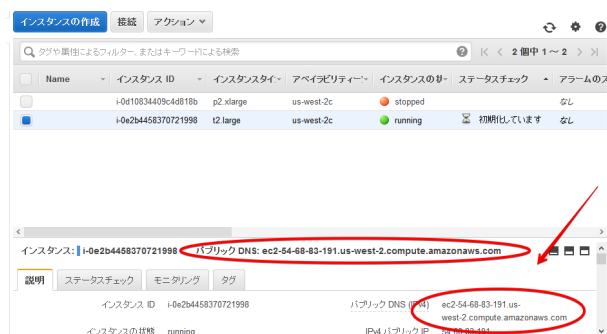 インスタンスの作成 接続 アクション
タグや属性によるフィルター、またはキーワードによる検索 2 個中 1 ~ 2
Name インスタンス ID インスタンスタイ アベイラビリティー インスタンスの状 ステータスチェック アラームのス
i-0d10834409c4d818b p2.xlarge us-west-2c stopped なし
i-0e2b4458370721998 t2.large us-west-2c running 初期化しています なし
インスタンス: i-0e2b4458370721998 パブリック DNS: ec2-54-68-83-191.us-west-2.compute.amazonaws.com
説明 ステータスチェック モニタリング タグ
インスタンス ID i-0e2b4458370721998 パブリック DNS (IPv4) ec2-54-68-83-191.us-
west-2.compute.amazonaws.com
インスタンスの状態 running IPv4 パブリック IP 54.68.83.191